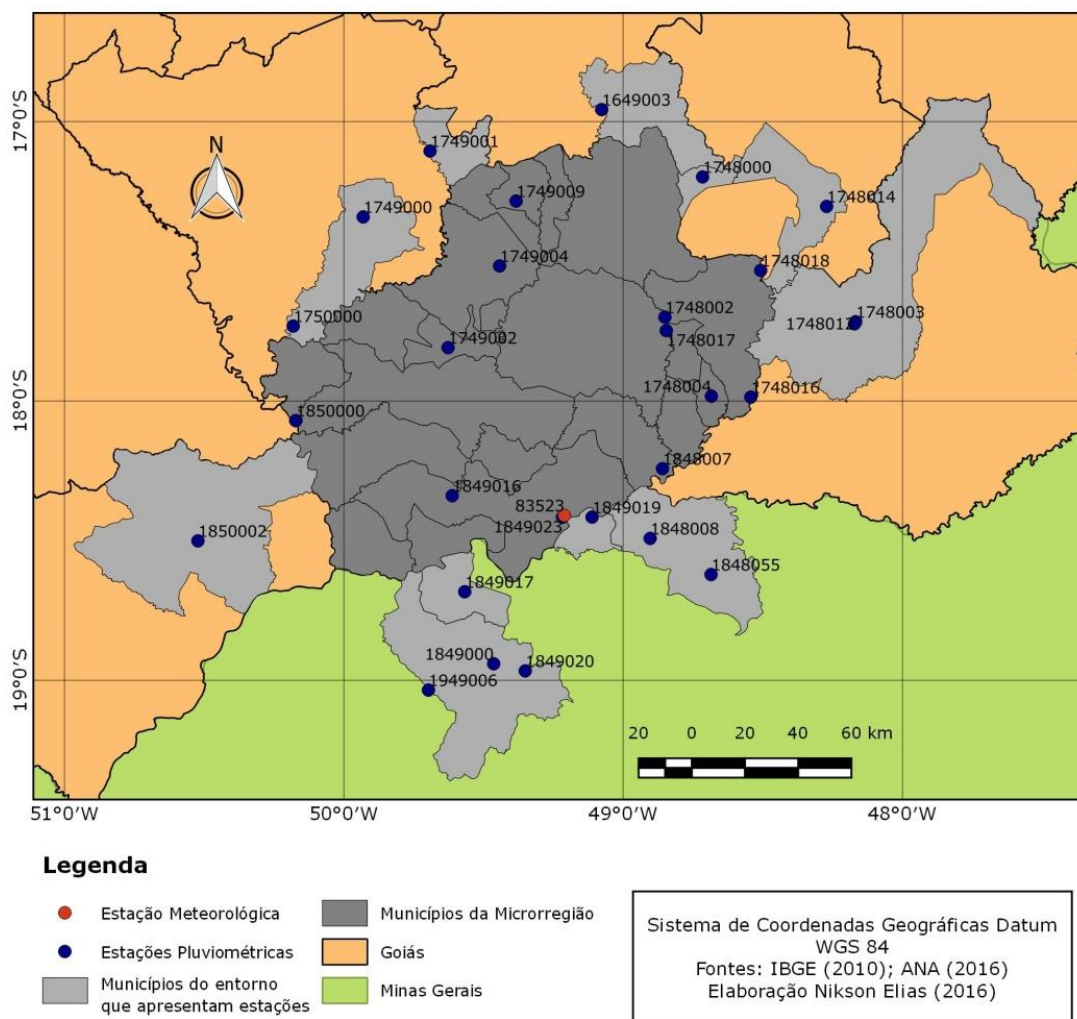 1649003
17°0'S
1749001
1748000
1749009
1748014
1749000
1749004
1748018
1750000
1748002
1748012
1748003
1749002
1748017
1748004
1748016
18°0'S
1850000
1848007
1849016
83523
1849019
1849023
1850002
1848008
1848055
1849017
1849000
1849020
19°0'S
1949006
N
20 0 20 40 60 km
51°0'W 50°0'W 49°0'W 48°0'W
Legenda
Estação Meteorológica
Estações Pluviométricas
Municípios do entorno
que apresentam estações
Municípios da Microrregião
Goiás
Minas Gerais
Sistema de Coordenadas Geográficas Datum
WGS 84
Fontes: IBGE (2010); ANA (2016)
Elaboração Nikson Elias (2016)